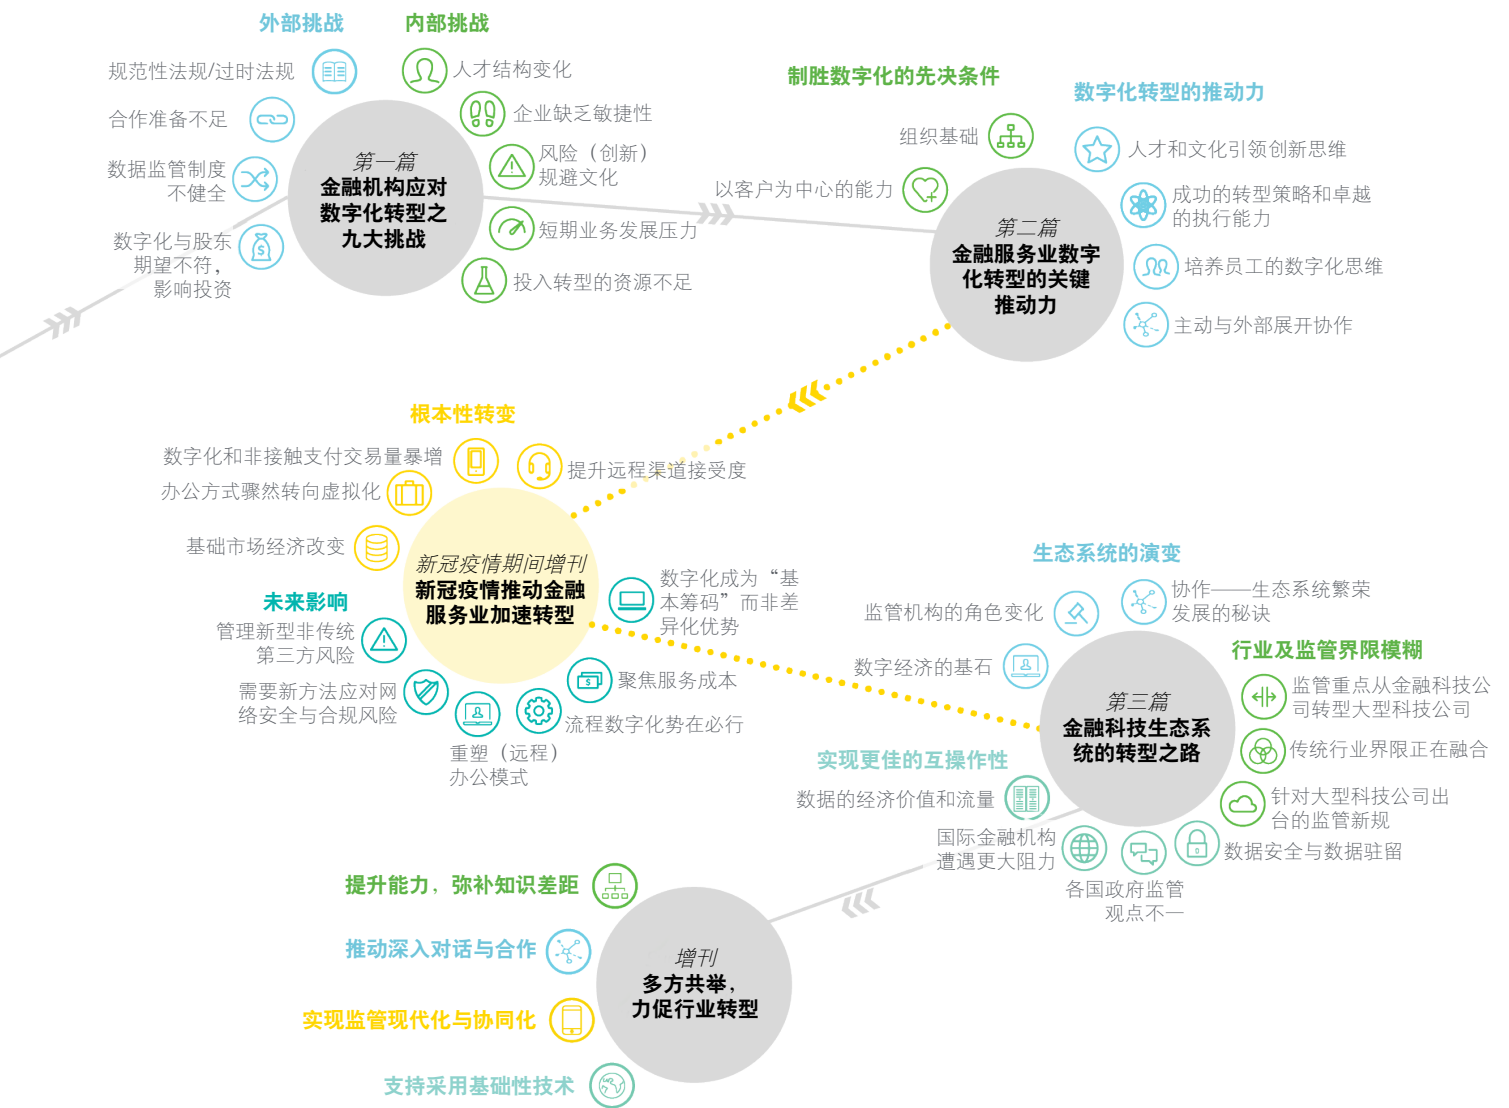 外部挑战
规范性法规/过时法规
合作准备不足
数据监管制度
不健全
数字化与股东
期望不符，
影响投资
内部挑战
人才结构变化
企业缺乏敏捷性
风险（创新）
规避文化
短期业务发展压力
投入转型的资源不足
第一篇
金融机构应对
数字化转型之
九大挑战
制胜数字化的先决条件
组织基础
以客户为中心的能力
数字化转型的推动力
人才和文化引领创新思维
成功的转型策略和卓越
的执行能力
培养员工的数字化思维
主动与外部展开协作
第二篇
金融服务业数字
化转型的关键
推动力
根本性转变
数字化和非接触支付交易量暴增
办公方式骤然转向虚拟化
基础市场经济改变
提升远程渠道接受度
新冠疫情期间增刊
新冠疫情推动金融
服务业加速转型
未来影响
管理新型非传统
第三方风险
需要新方法应对网
络安全与合规风险
重塑（远程）
办公模式
流程数字化势在必行
聚焦服务成本
数字化成为“基
本筹码”而非差
异化优势
生态系统的演变
协作——生态系统繁荣
发展的秘诀
监管机构的角色变化
数字经济的基石
行业及监管界限模糊
监管重点从金融科技公
司转型大型科技公司
传统行业界限正在融合
针对大型科技公司出
台的监管新规
第三篇
金融科技生态系
统的转型之路
实现更佳的互操作性
数据的经济价值和流量
国际金融机构
遭遇更大阻力
各国政府监管
观点不一
数据安全与数据驻留
提升能力，弥补知识差距
推动深入对话与合作
实现监管现代化与协同化
支持采用基础性技术
增刊
多方共举，
力促行业转型